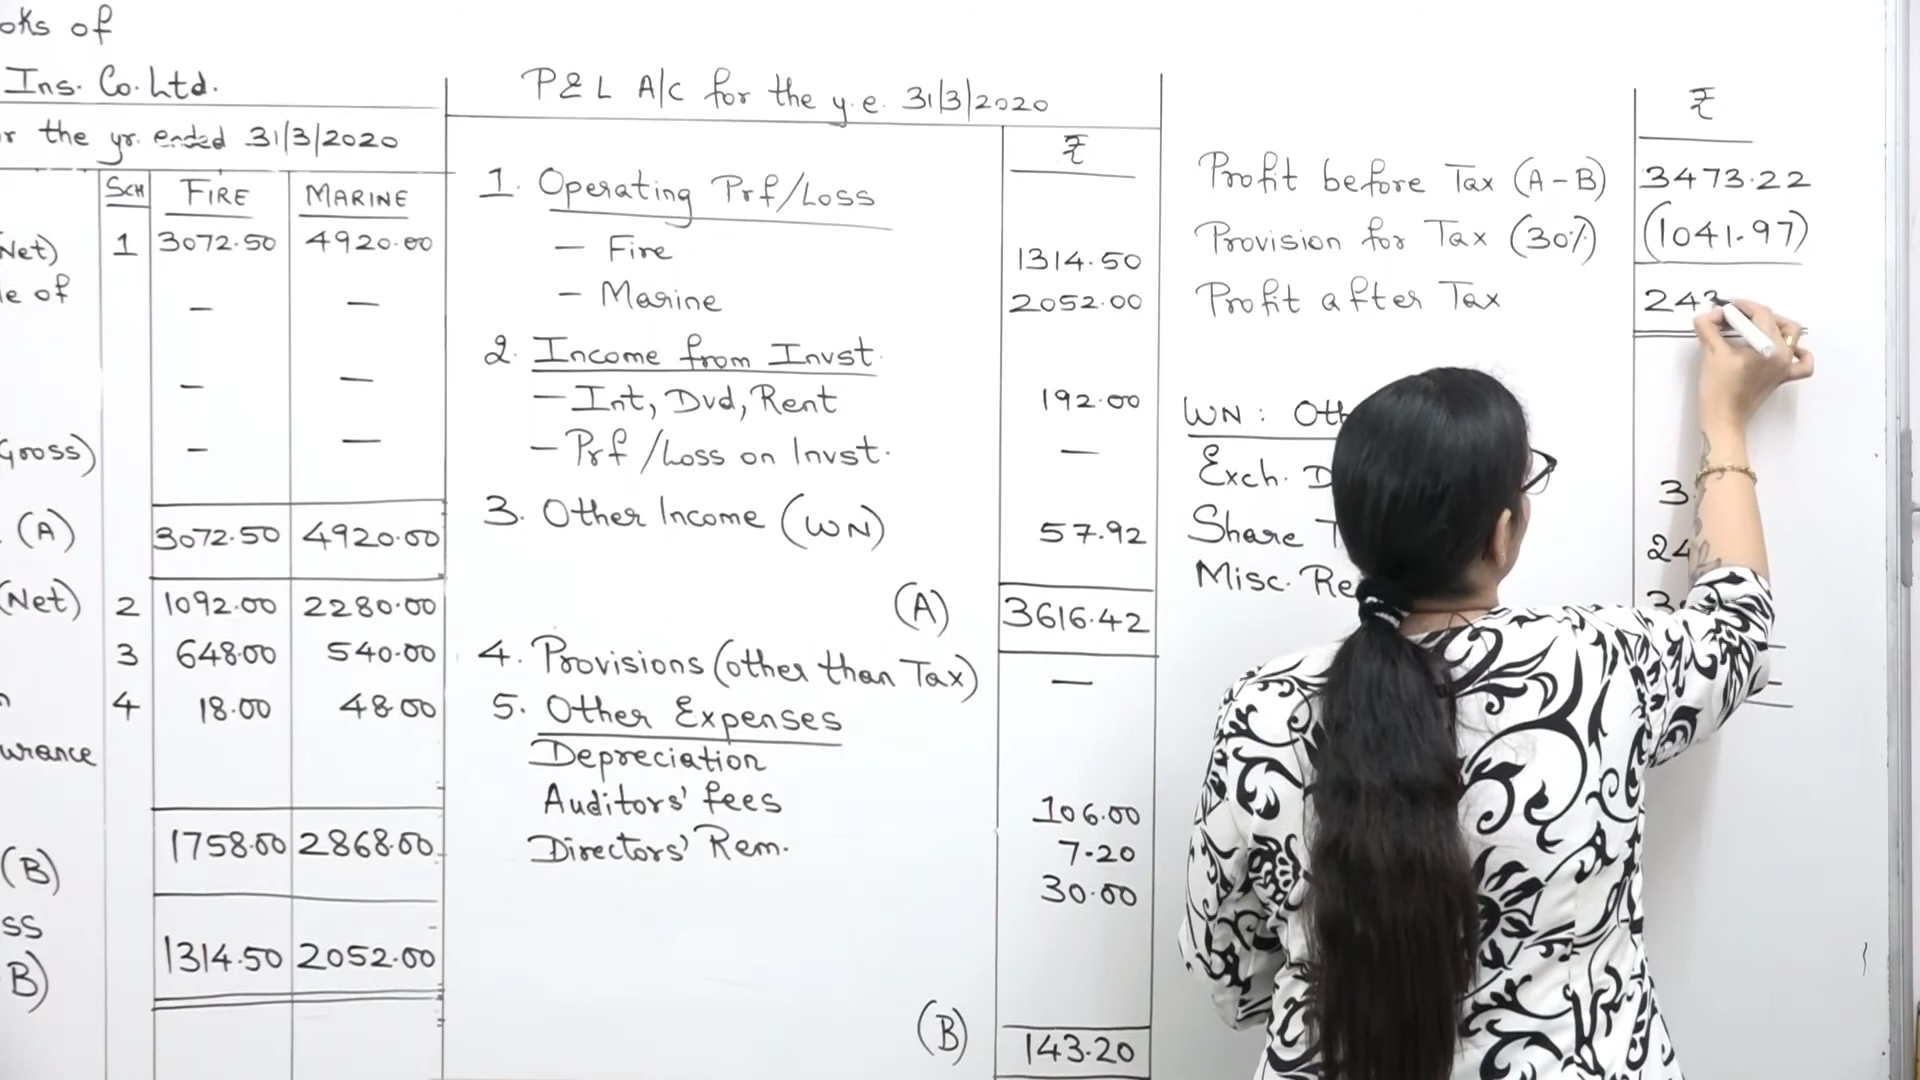 oks of
Ins. Co. Ltd.
r the yr. ended 31/3/2020
SCH FIRE MARINE
Net) 1 3072.50 4920.00
le of — —
— —
Gross) — —
(A) 3072.50 4920.00
(Net) 2 1092.00 2280.00
3 648.00 540.00
4 18.00 48.00
urance
(B) 1758.00 2868.00
ss
B) 1314.50 2052.00
P&L A/C for the y.e. 31/3/2020
₹
1. Operating Prf/Loss
— Fire 1314.50
— Marine 2052.00
2. Income from Invst.
— Int, Dvd, Rent 192.00
— Prf/Loss on Invst. —
3. Other Income (WN) 57.92
(A) 3616.42
4. Provisions (other than Tax) —
5. Other Expenses
Depreciation 106.00
Auditors' fees 7.20
Directors' Rem. 30.00
(B) 143.20
₹
Profit before Tax (A-B) 3473.22
Provision for Tax (30%) (1041.97)
Profit after Tax 243
WN: Oth
Exch. D 3.
Share T 24
Misc. Re 3